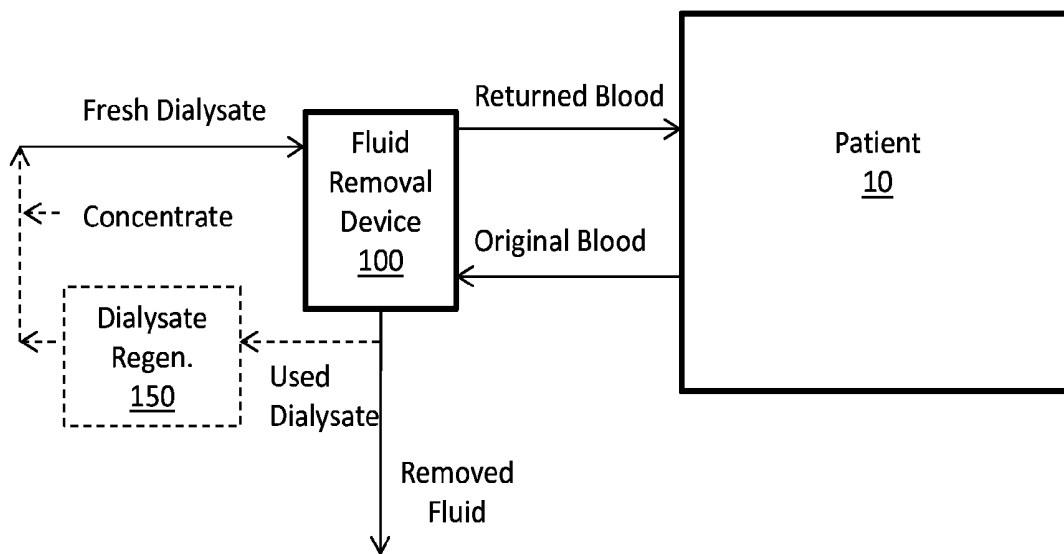 Fresh Dialysate
Concentrate
Dialysate
Regen.
150
Used
Dialysate
Fluid
Removal
Device
100
Removed
Fluid
Returned Blood
Original Blood
Patient
10